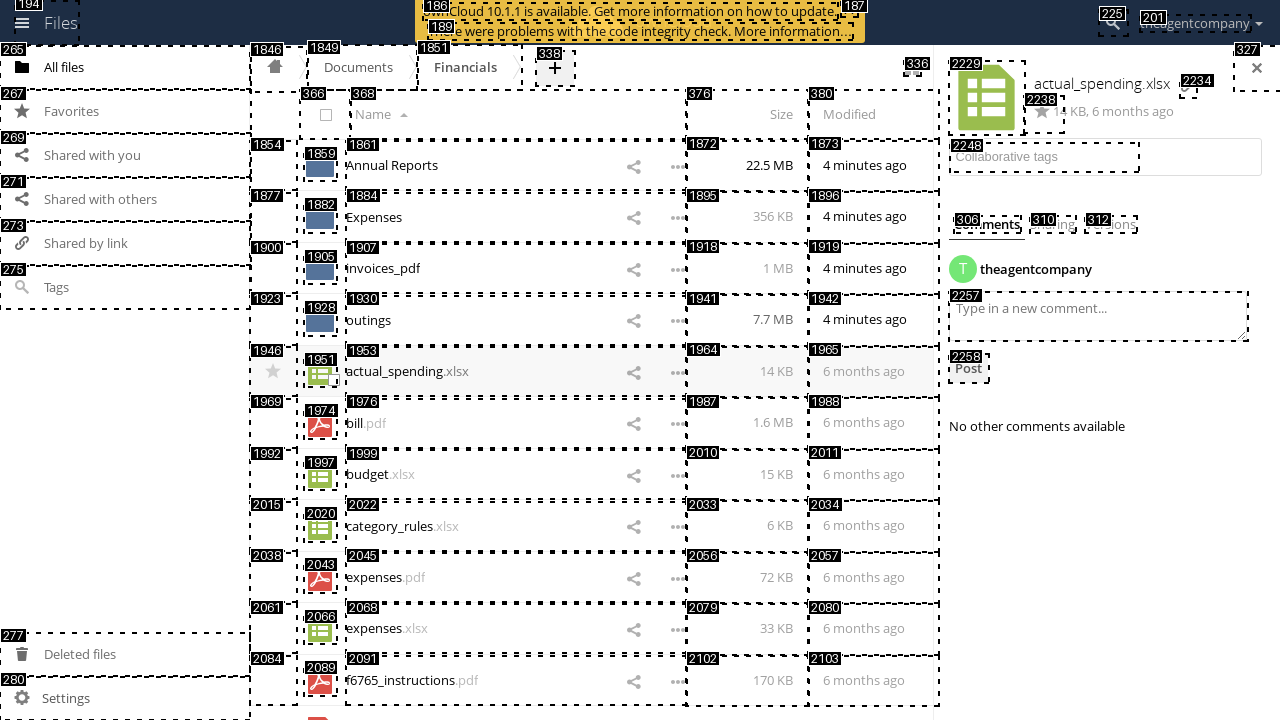 194 Files
186 ownCloud 10.1.1 is available. Get more information on how to update. 187
189 There were problems with the code integrity check. More information…
225 201 theagentcompany
265 All files
267 Favorites
269 Shared with you
271 Shared with others
273 Shared by link
275 Tags
277 Deleted files
280 Settings
1846 1849 Documents 1851 Financials 338 + 336
366 368 Name 376 Size 380 Modified
1854 1859 1861 Annual Reports 1872 22.5 MB 1873 4 minutes ago
1877 1882 1884 Expenses 1895 356 KB 1896 4 minutes ago
1900 1905 1907 invoices_pdf 1918 1 MB 1919 4 minutes ago
1923 1928 1930 outings 1941 7.7 MB 1942 4 minutes ago
1946 1951 1953 actual_spending.xlsx 1964 14 KB 1965 6 months ago
1969 1974 1976 bill.pdf 1987 1.6 MB 1988 6 months ago
1992 1997 1999 budget.xlsx 2010 15 KB 2011 6 months ago
2015 2020 2022 category_rules.xlsx 2033 6 KB 2034 6 months ago
2038 2043 2045 expenses.pdf 2056 72 KB 2057 6 months ago
2061 2066 2068 expenses.xlsx 2079 33 KB 2080 6 months ago
2084 2089 2091 f6765_instructions.pdf 2102 170 KB 2103 6 months ago
327 ×
2229 actual_spending.xlsx 2234
2238 14 KB, 6 months ago
2248 Collaborative tags
306 Comments 310 Sharing 312 Versions
T theagentcompany
2257 Type in a new comment...
2258 Post
No other comments available